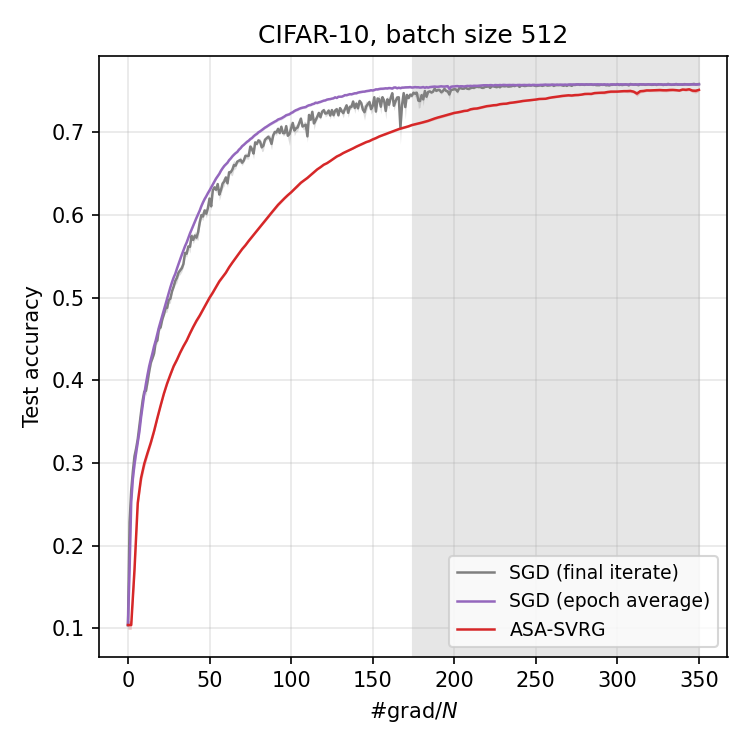 CIFAR-10, batch size 512
Test accuracy
0.7
0.6
0.5
0.4
0.3
0.2
0.1
SGD (final iterate)
SGD (epoch average)
ASA-SVRG
0 50 100 150 200 250 300 350
#grad/N